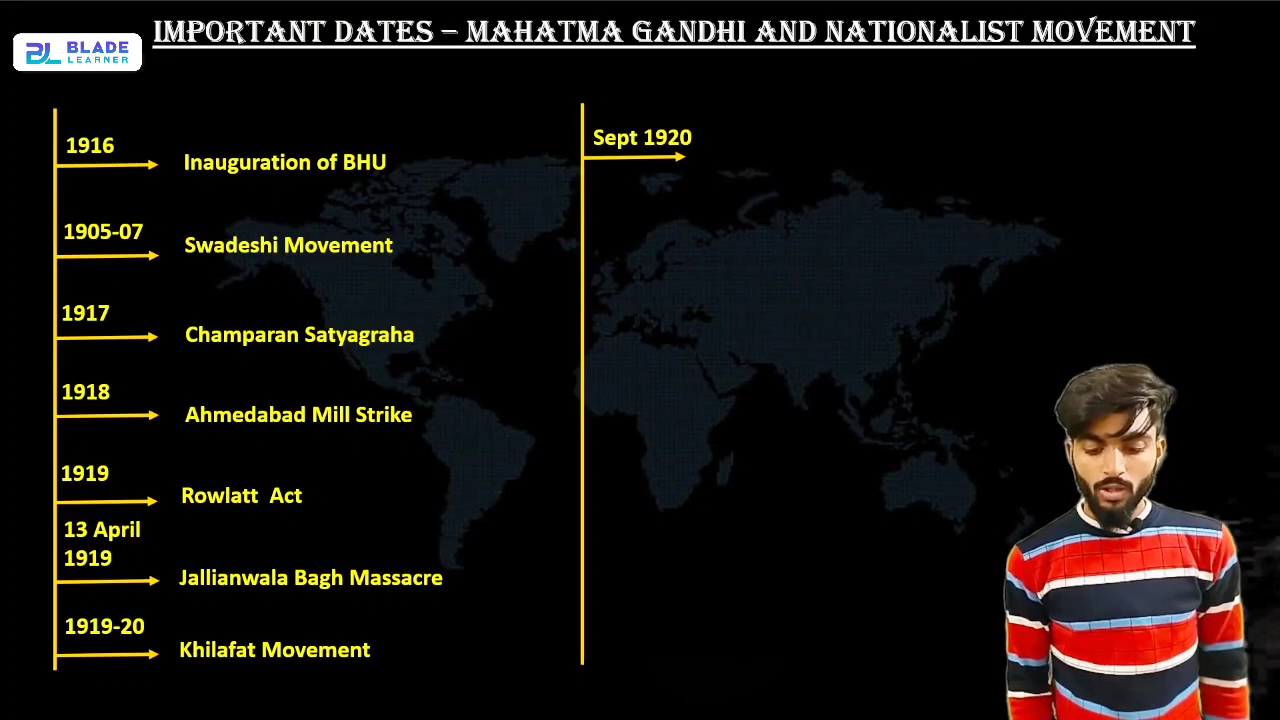 IMPORTANT DATES – MAHATMA GANDHI AND NATIONALIST MOVEMENT
BLADE
LEARNER
1916
Inauguration of BHU
1905-07
Swadeshi Movement
1917
Champaran Satyagraha
1918
Ahmedabad Mill Strike
1919
Rowlatt Act
13 April
1919
Jallianwala Bagh Massacre
1919-20
Khilafat Movement
Sept 1920